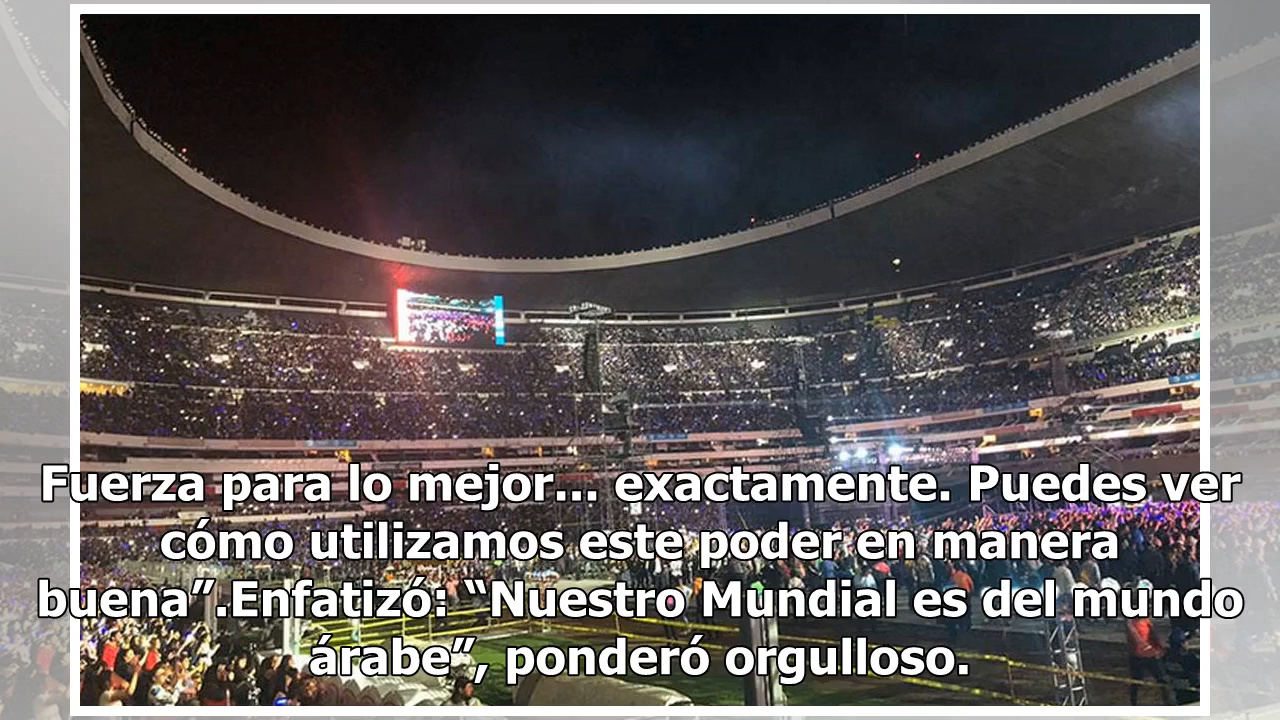 Fuerza para lo mejor... exactamente. Puedes ver
cómo utilizamos este poder en manera
buena”.Enfatizó: “Nuestro Mundial es del mundo
árabe”, ponderó orgulloso.